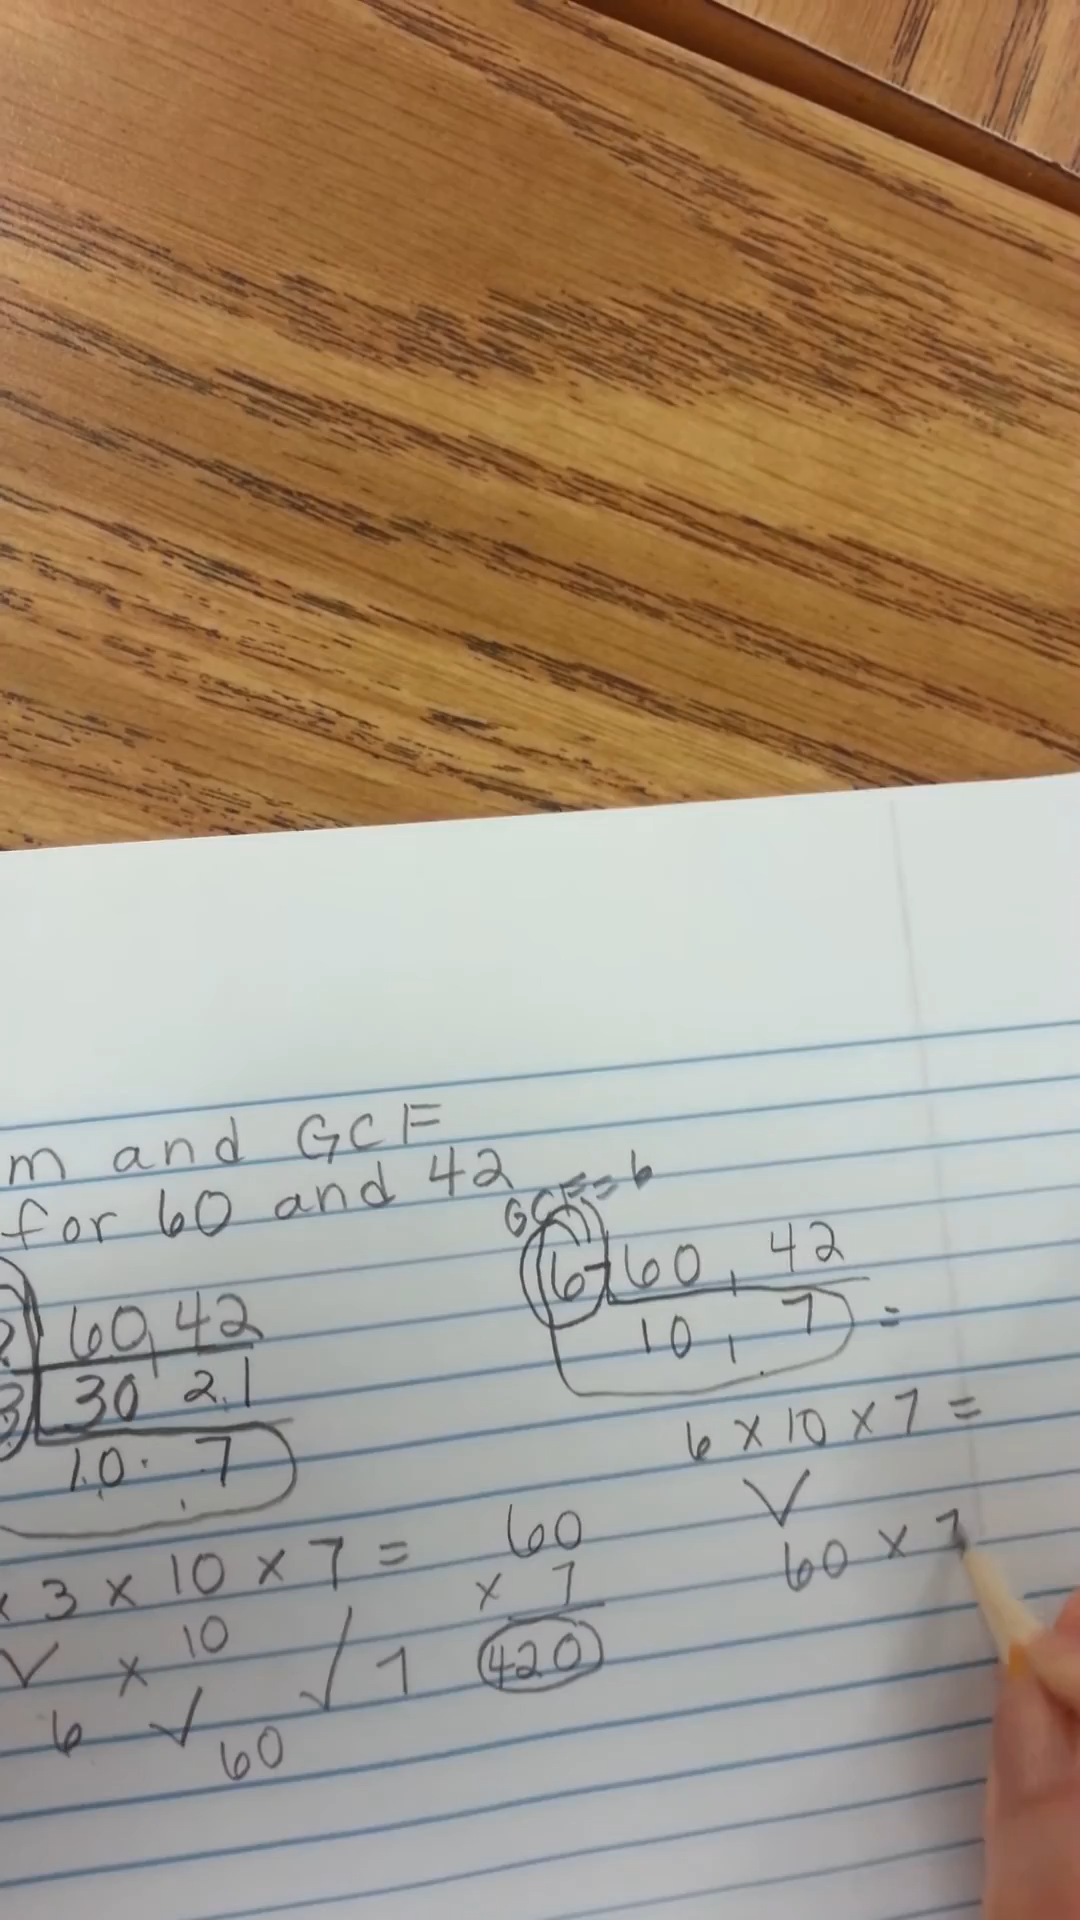 m and GCF
for 60 and 42
GCF = 6
2 60, 42
3 30 21
10 7
6 60, 42
10, 7 =
6 x 10 x 7 =
60 x 7
x 3 x 10 x 7 =
x 10 7
6 60
60
x 7
420